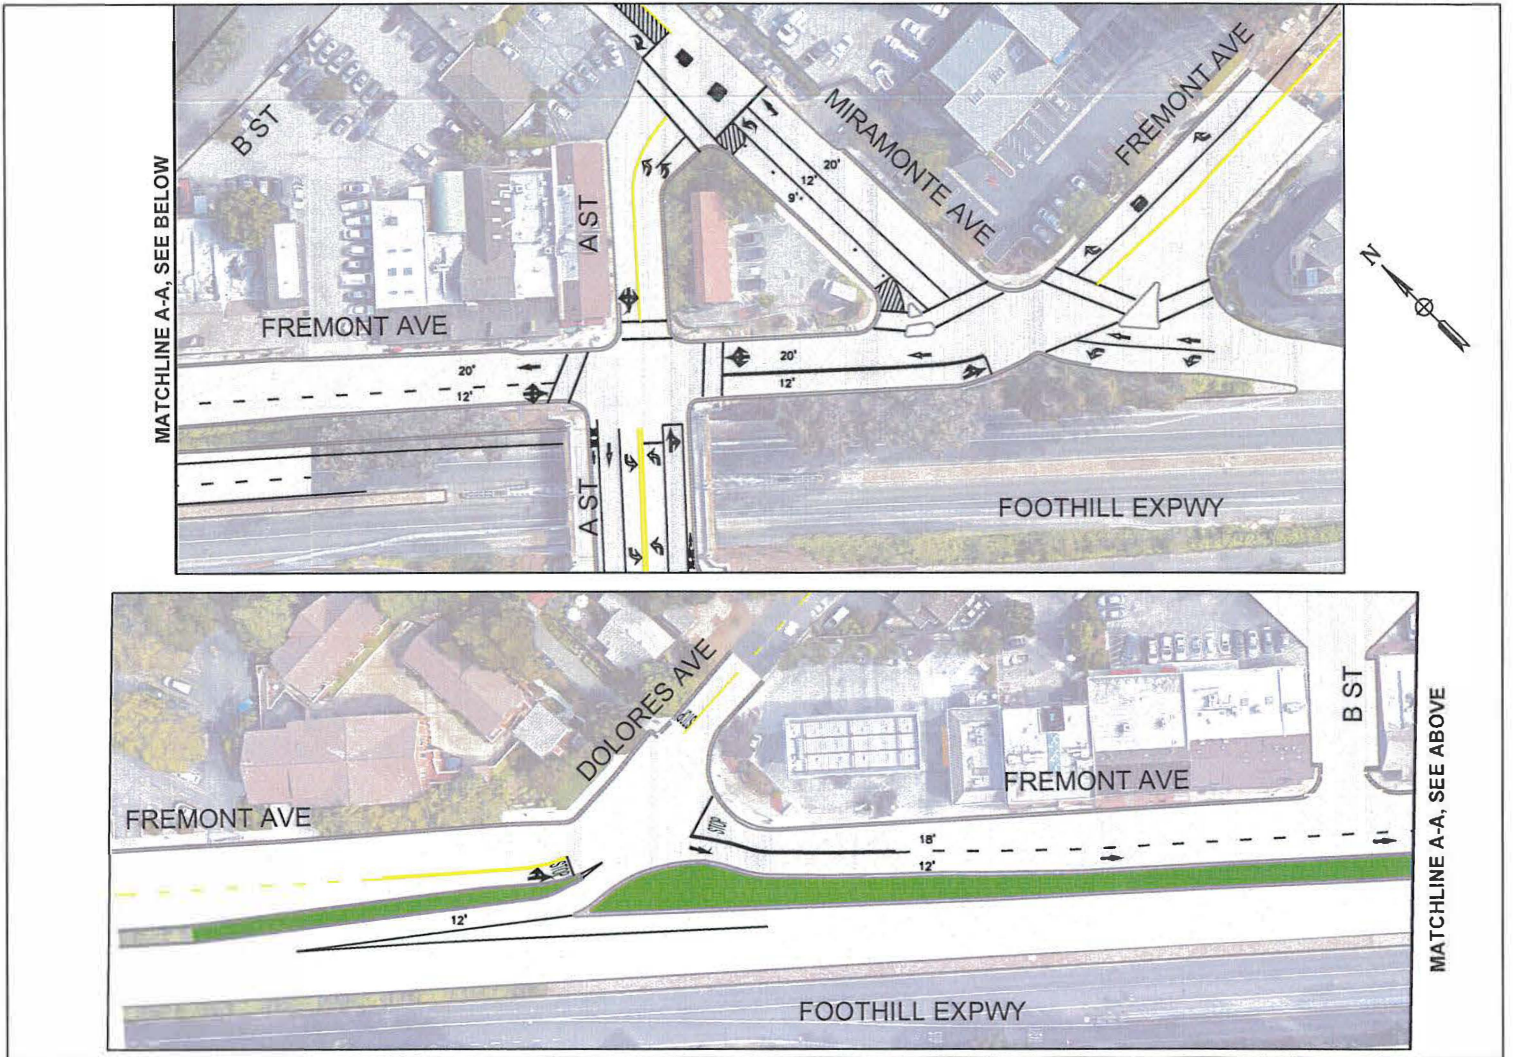 B ST
MIRAMONTE AVE
FREMONT AVE
20'
12'
9'
A ST
N
MATCHLINE A-A, SEE BELOW
FREMONT AVE
20'
12'
20'
12'
A ST
FOOTHILL EXPWY
DOLORES AVE
B ST
FREMONT AVE
FREMONT AVE
STOP
STOP
18'
12'
12'
MATCHLINE A-A, SEE ABOVE
FOOTHILL EXPWY